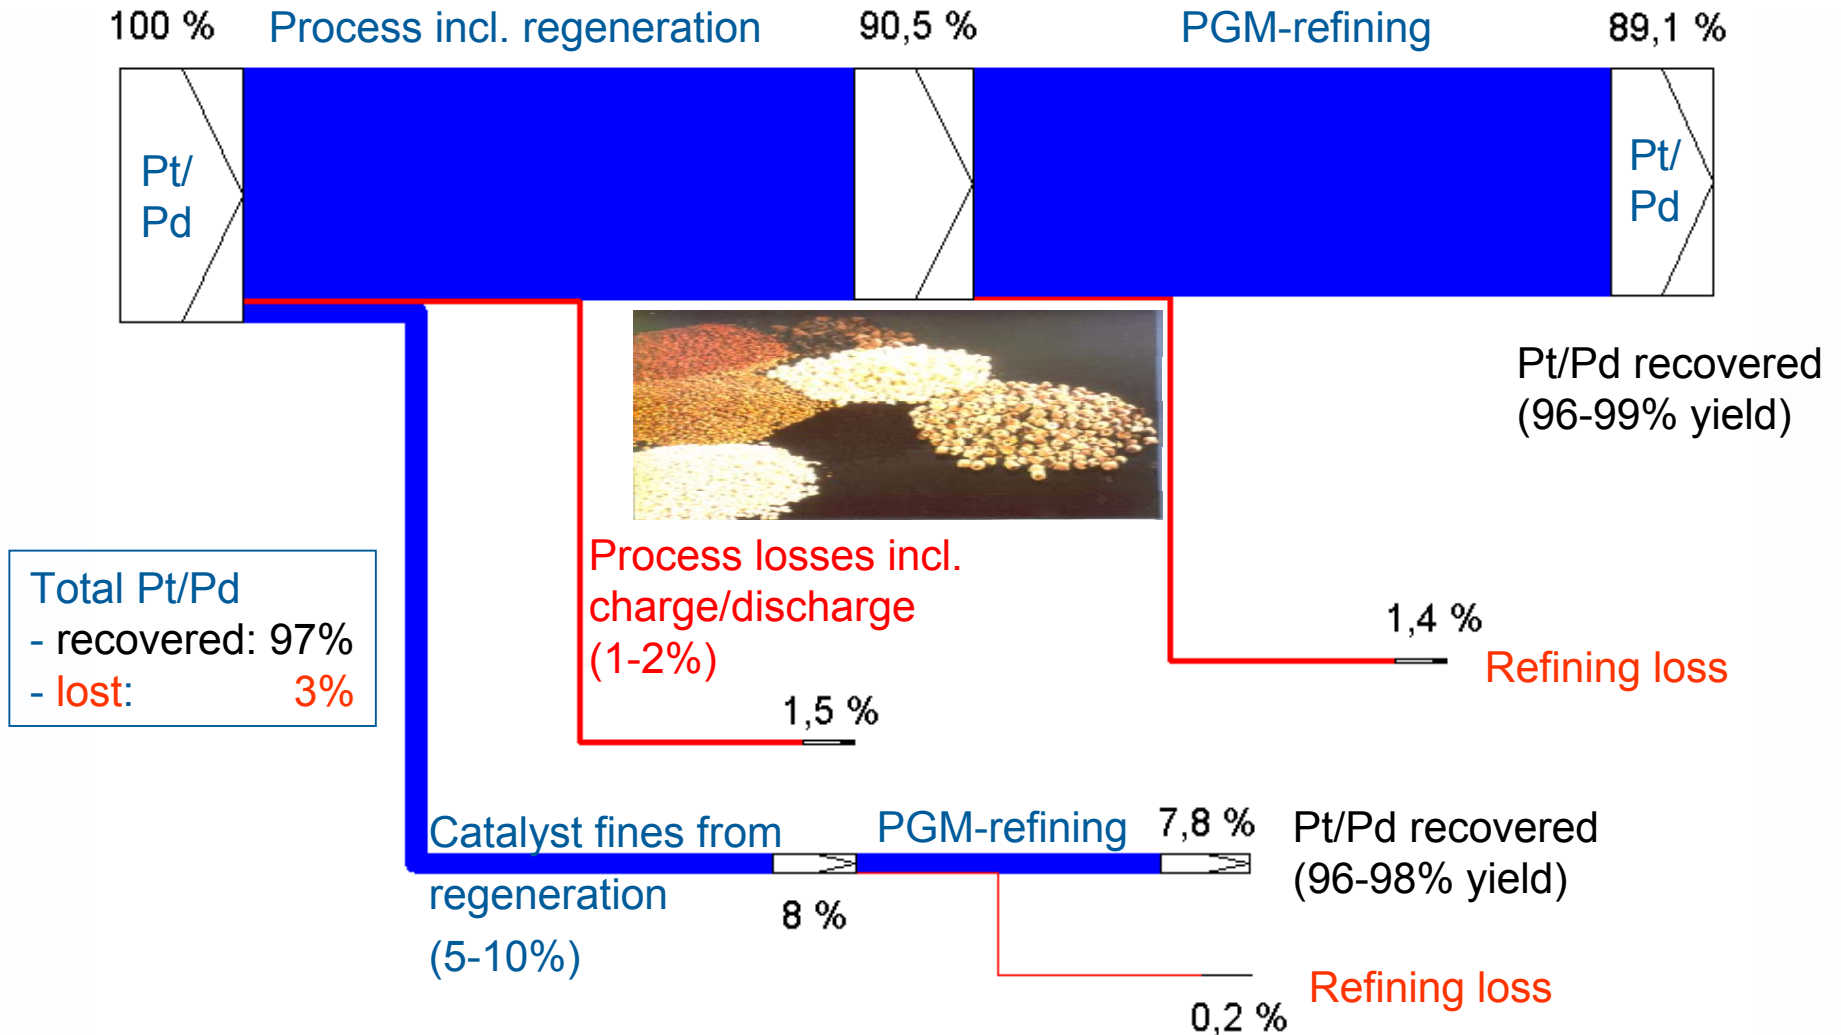 100 %
Process incl. regeneration
90,5 %
PGM-refining
89,1 %
Pt/
Pd
Pt/
Pd
Pt/Pd recovered
(96-99% yield)
Process losses incl.
charge/discharge
(1-2%)
Total Pt/Pd
- recovered: 97%
- lost: 3%
1,4 %
Refining loss
1,5 %
Catalyst fines from
regeneration
(5-10%)
8 %
PGM-refining
7,8 %
Pt/Pd recovered
(96-98% yield)
Refining loss
0,2 %